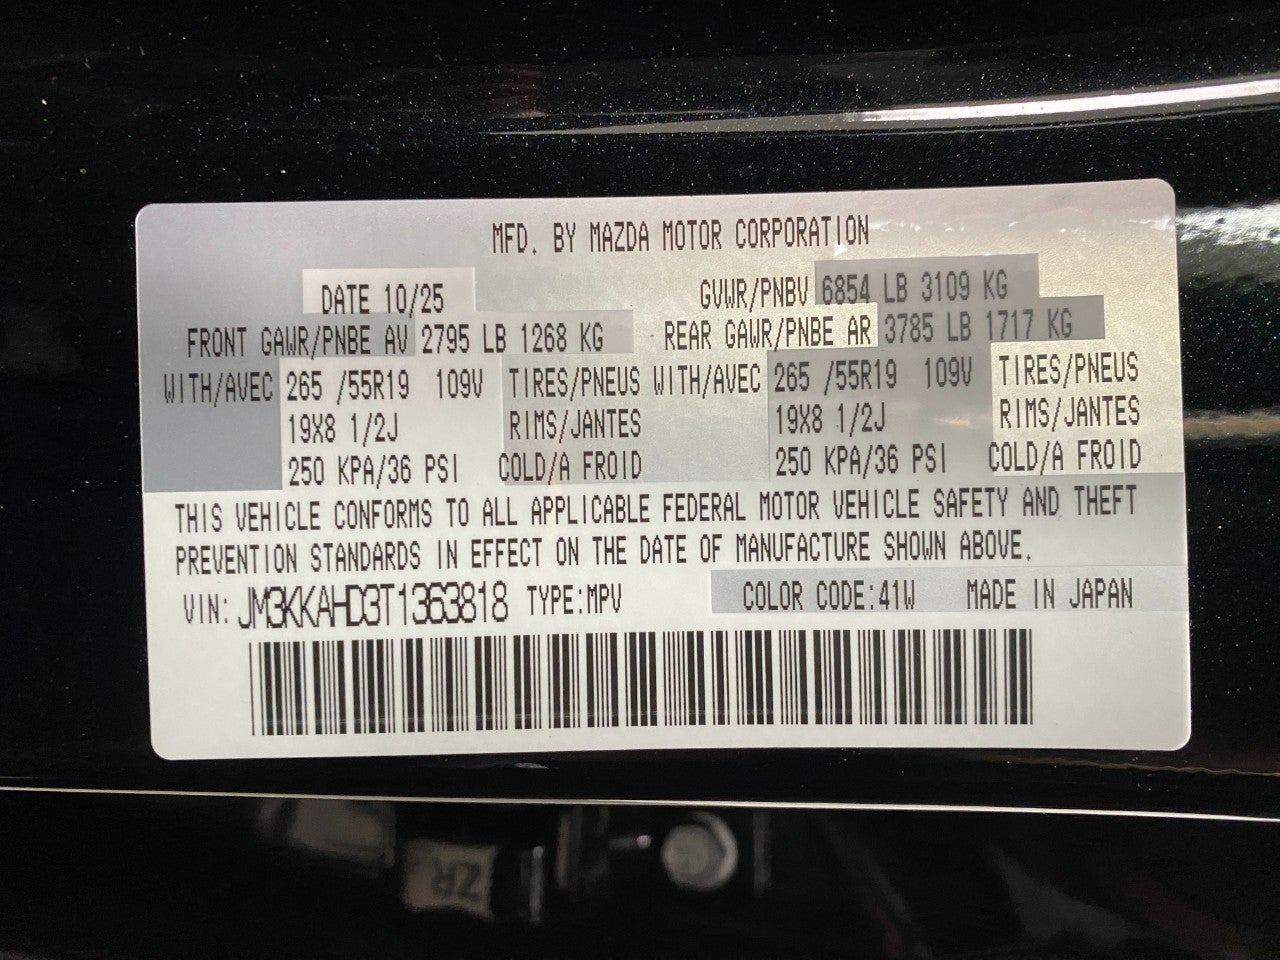 MFD. BY MAZDA MOTOR CORPORATION
DATE 10/25 GVWR/PNBV 6854 LB 3109 KG
FRONT GAWR/PNBE AV 2795 LB 1268 KG REAR GAWR/PNBE AR 3785 LB 1717 KG
WITH/AVEC 265 /55R19 109V TIRES/PNEUS WITH/AVEC 265 /55R19 109V TIRES/PNEUS
19X8 1/2J RIMS/JANTES 19X8 1/2J RIMS/JANTES
250 KPA/36 PSI COLD/A FROID 250 KPA/36 PSI COLD/A FROID
THIS VEHICLE CONFORMS TO ALL APPLICABLE FEDERAL MOTOR VEHICLE SAFETY AND THEFT
PREVENTION STANDARDS IN EFFECT ON THE DATE OF MANUFACTURE SHOWN ABOVE.
VIN: JM3KKAHD3T1363818 TYPE:MPV COLOR CODE:41W MADE IN JAPAN
ZR